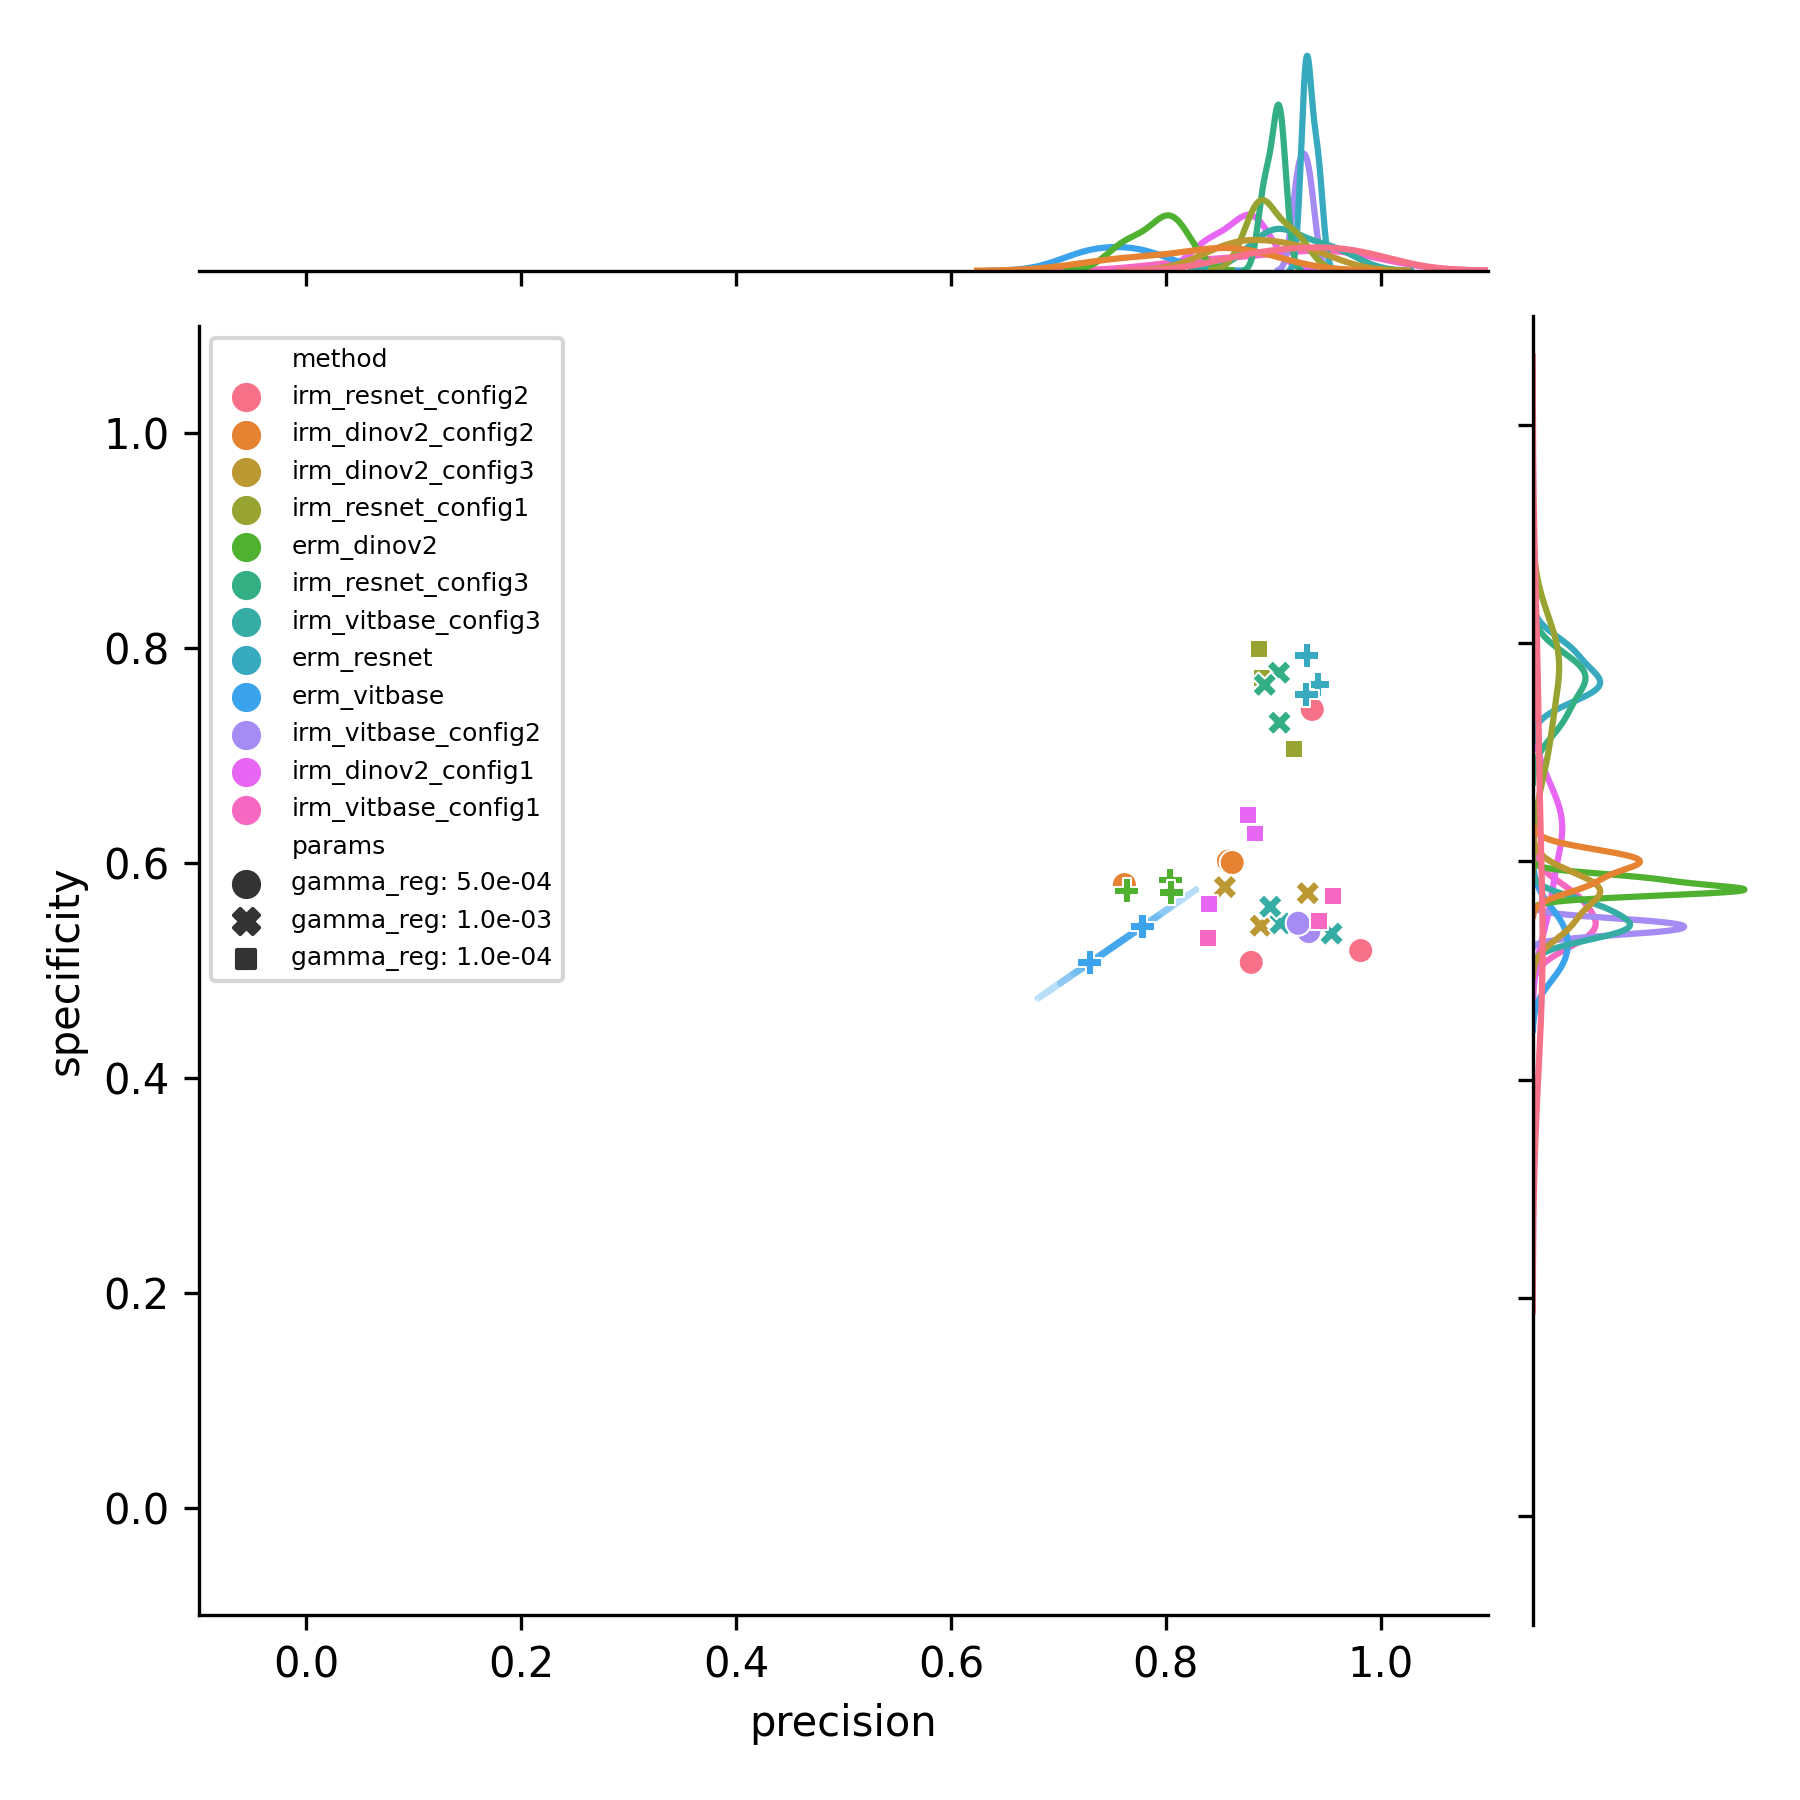 method
irm_resnet_config2
irm_dinov2_config2
irm_dinov2_config3
irm_resnet_config1
erm_dinov2
irm_resnet_config3
irm_vitbase_config3
erm_resnet
erm_vitbase
irm_vitbase_config2
irm_dinov2_config1
irm_vitbase_config1
params
gamma_reg: 5.0e-04
gamma_reg: 1.0e-03
gamma_reg: 1.0e-04
1.0
0.8
0.6
0.4
0.2
0.0
specificity
0.0 0.2 0.4 0.6 0.8 1.0
precision